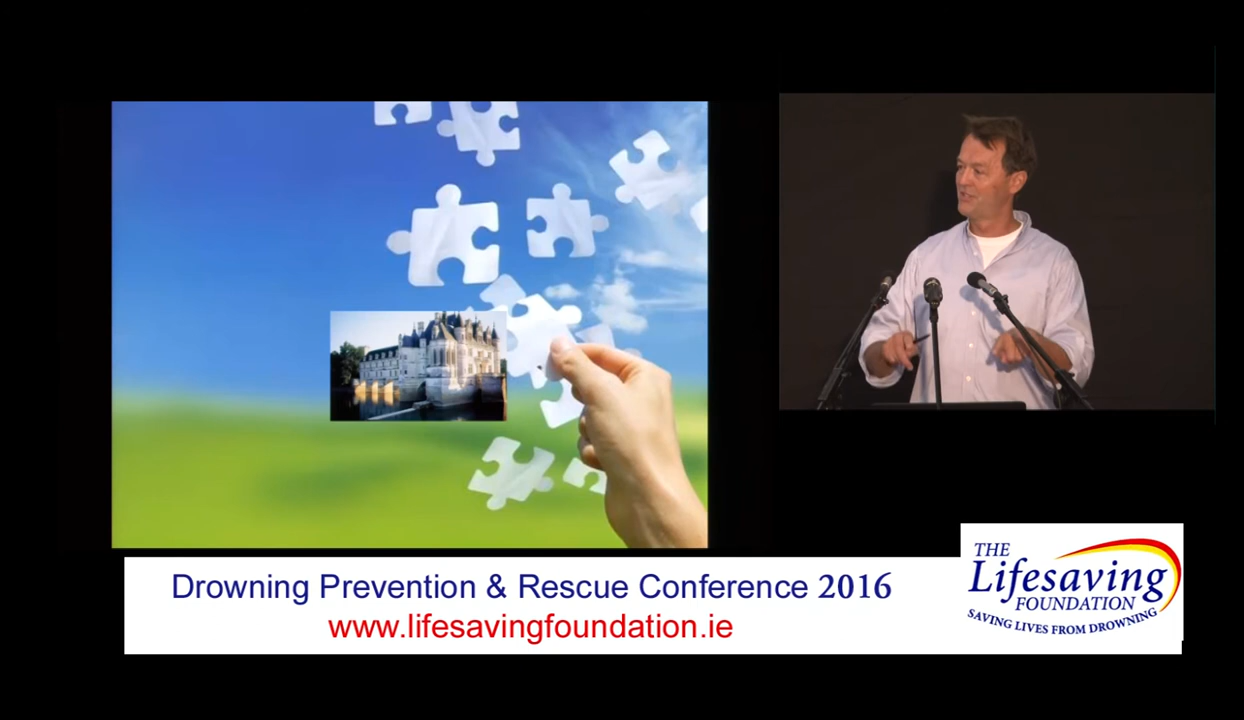 Drowning Prevention & Rescue Conference 2016
www.lifesavingfoundation.ie
THE
Lifesaving
FOUNDATION
SAVING LIVES FROM DROWNING